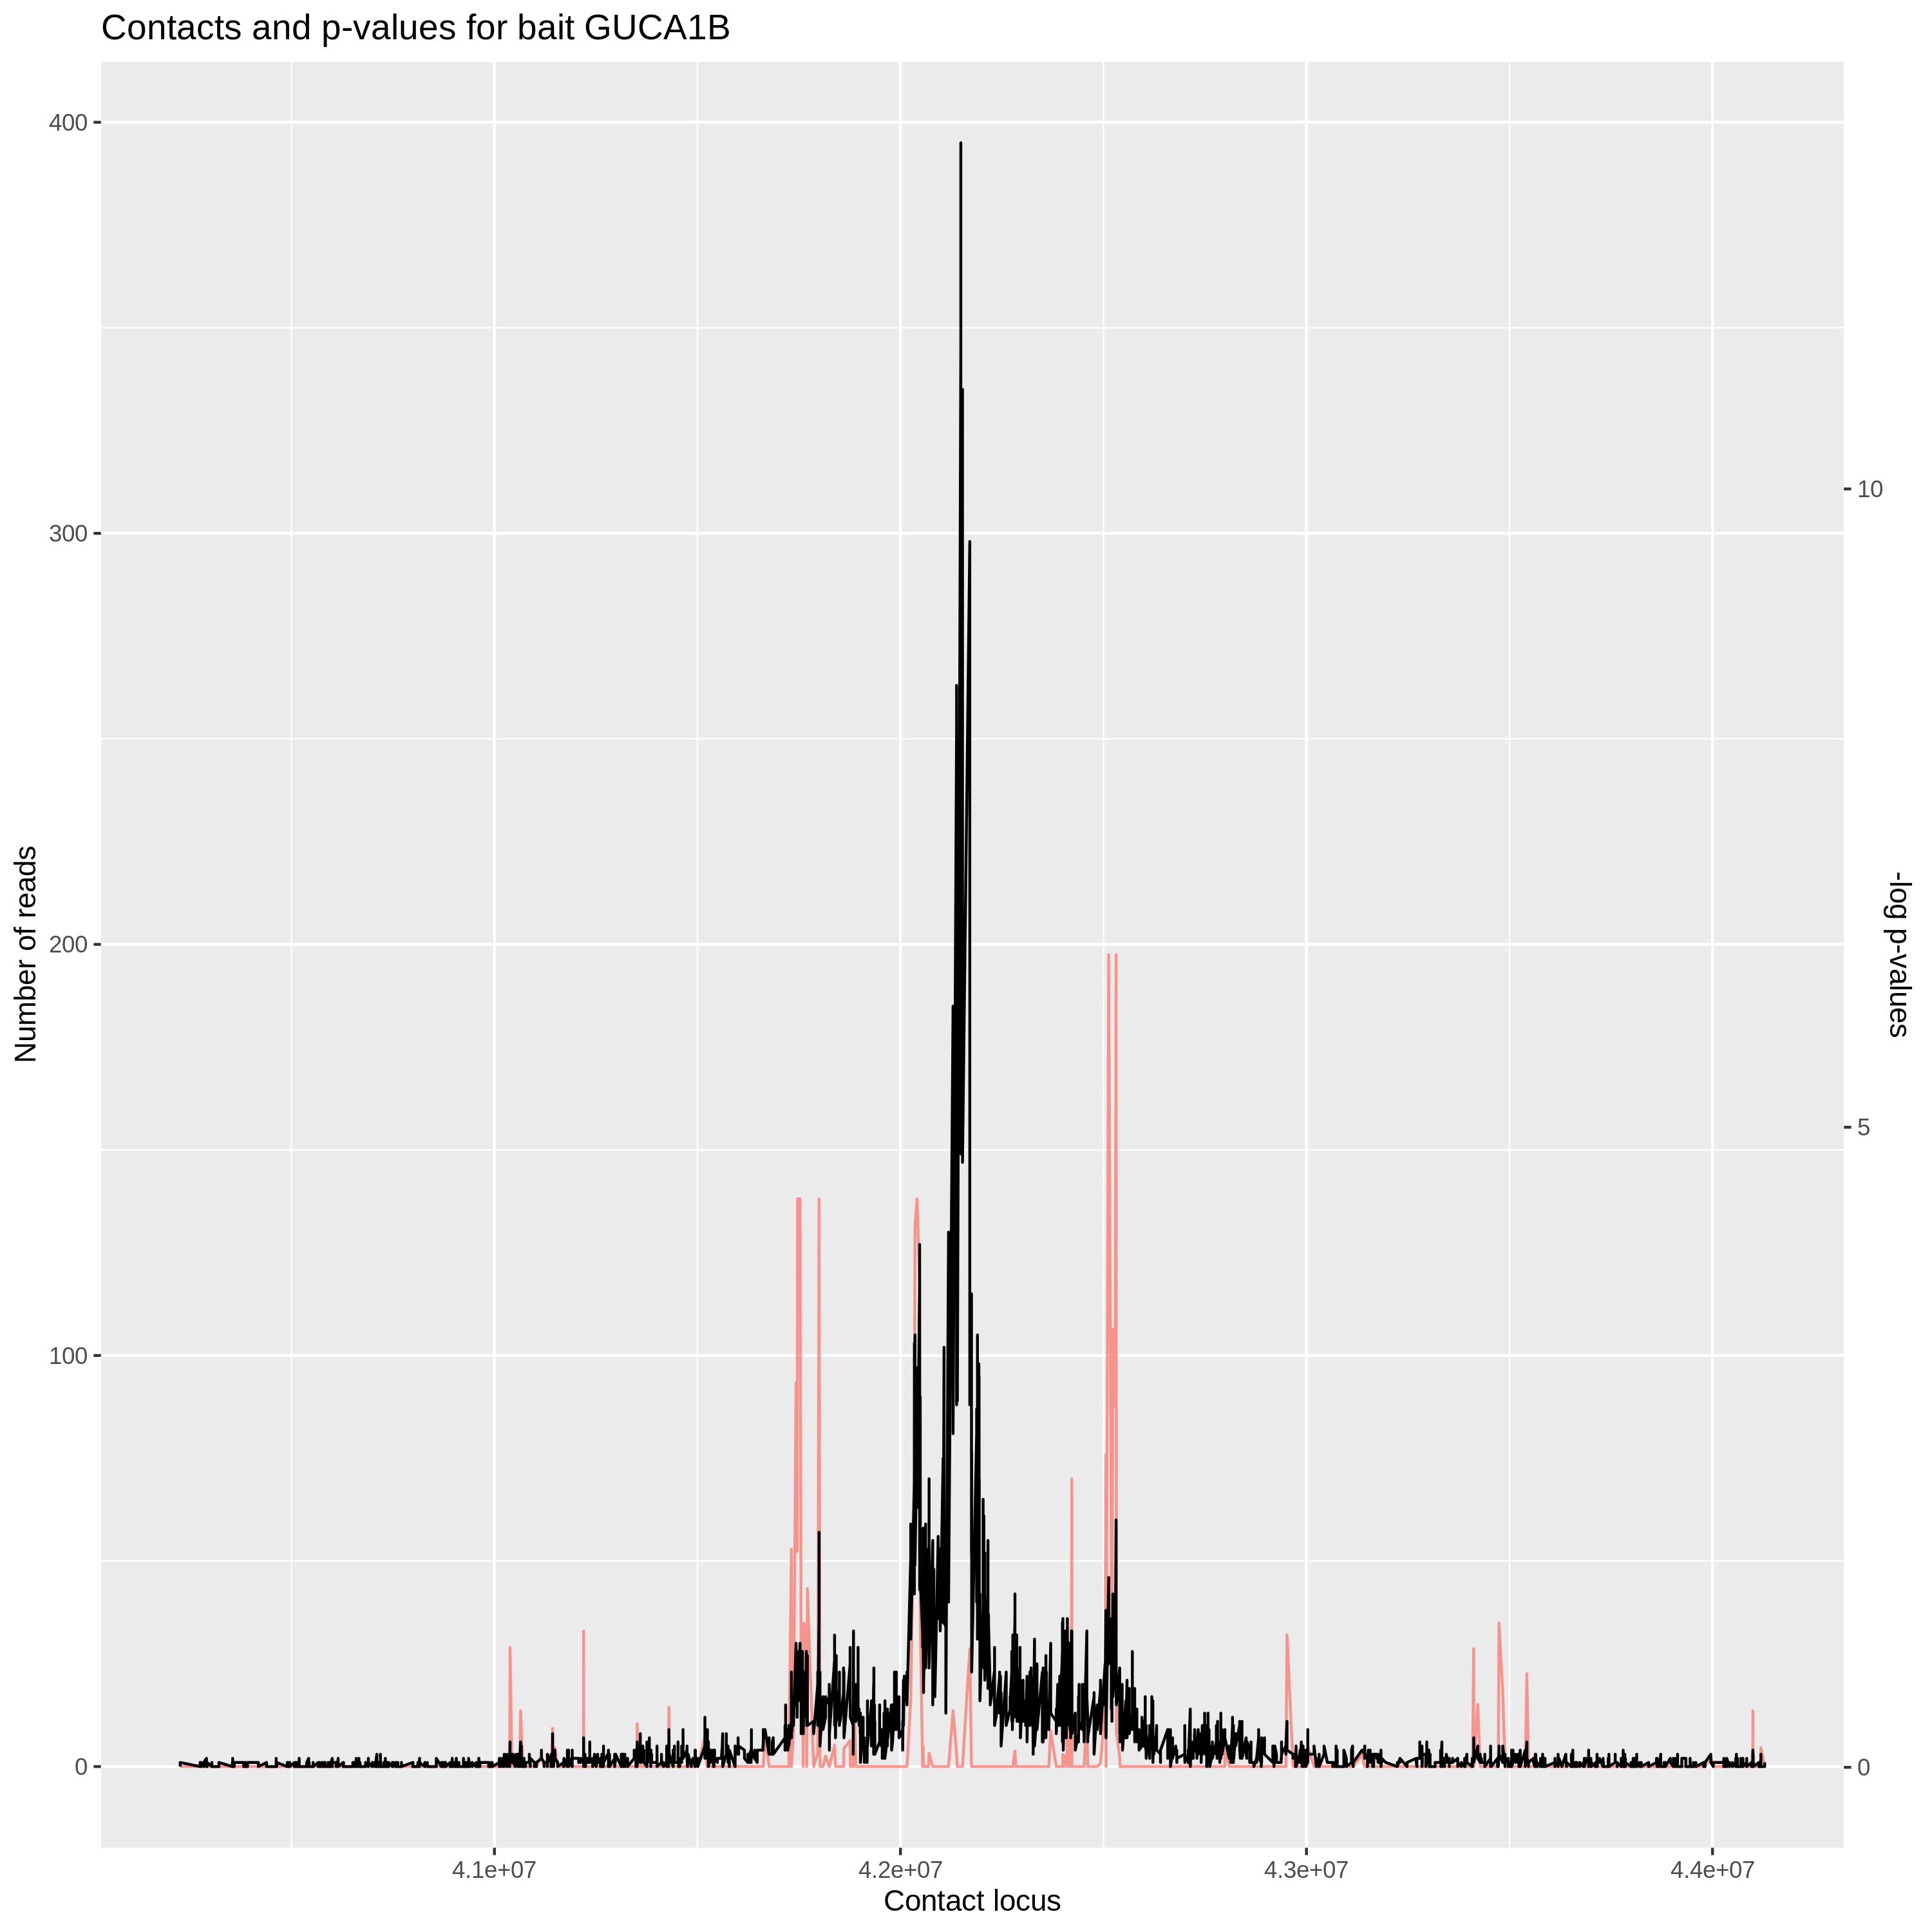 Contacts and p-values for bait GUCA1B
400
300
200
100
0
Number of reads
10
5
0
-log p-values
4.1e+07
4.2e+07
4.3e+07
4.4e+07
Contact locus